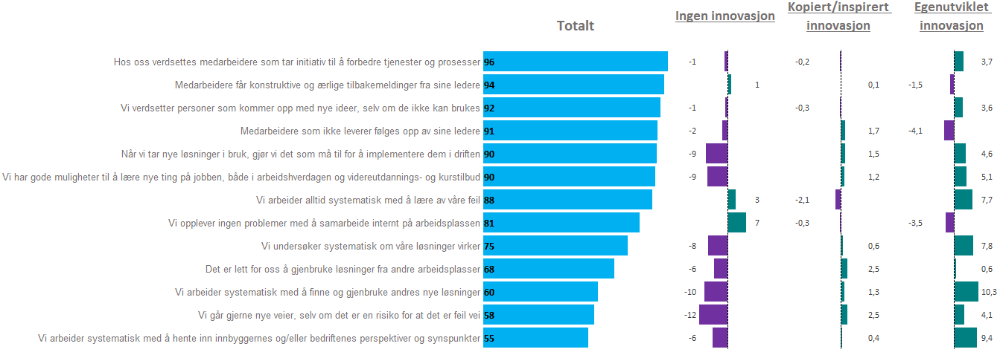 Totalt
Ingen innovasjon
Kopiert/inspirert
innovasjon
Egenutviklet
innovasjon
Hos oss verdsettes medarbeidere som tar initiativ til å forbedre tjenester og prosesser 96 -1 -0,2 3,7
Medarbeidere får konstruktive og ærlige tilbakemeldinger fra sine ledere 94 1 0,1 -1,5
Vi verdsetter personer som kommer opp med nye ideer, selv om de ikke kan brukes 92 -1 -0,3 3,6
Medarbeidere som ikke leverer følges opp av sine ledere 91 -2 1,7 -4,1
Når vi tar nye løsninger i bruk, gjør vi det som må til for å implementere dem i driften 90 -9 1,5 4,6
Vi har gode muligheter til å lære nye ting på jobben, både i arbeidshverdagen og videreutdannings- og kurstilbud 90 -9 1,2 5,1
Vi arbeider alltid systematisk med å lære av våre feil 88 3 -2,1 7,7
Vi opplever ingen problemer med å samarbeide internt på arbeidsplassen 81 7 -0,3 -3,5
Vi undersøker systematisk om våre løsninger virker 75 -8 0,6 7,8
Det er lett for oss å gjenbruke løsninger fra andre arbeidsplasser 68 -6 2,5 0,6
Vi arbeider systematisk med å finne og gjenbruke andres nye løsninger 60 -10 1,3 10,3
Vi går gjerne nye veier, selv om det er en risiko for at det er feil vei 58 -12 2,5 4,1
Vi arbeider systematisk med å hente inn innbyggernes og/eller bedriftenes perspektiver og synspunkter 55 -6 0,4 9,4